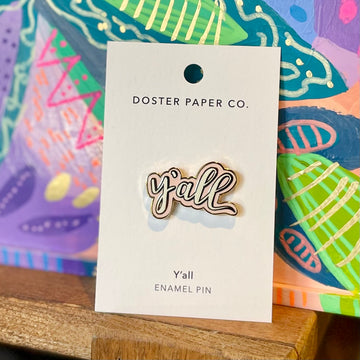 DOSTER PAPER CO.
y'all
Y'all
ENAMEL PIN